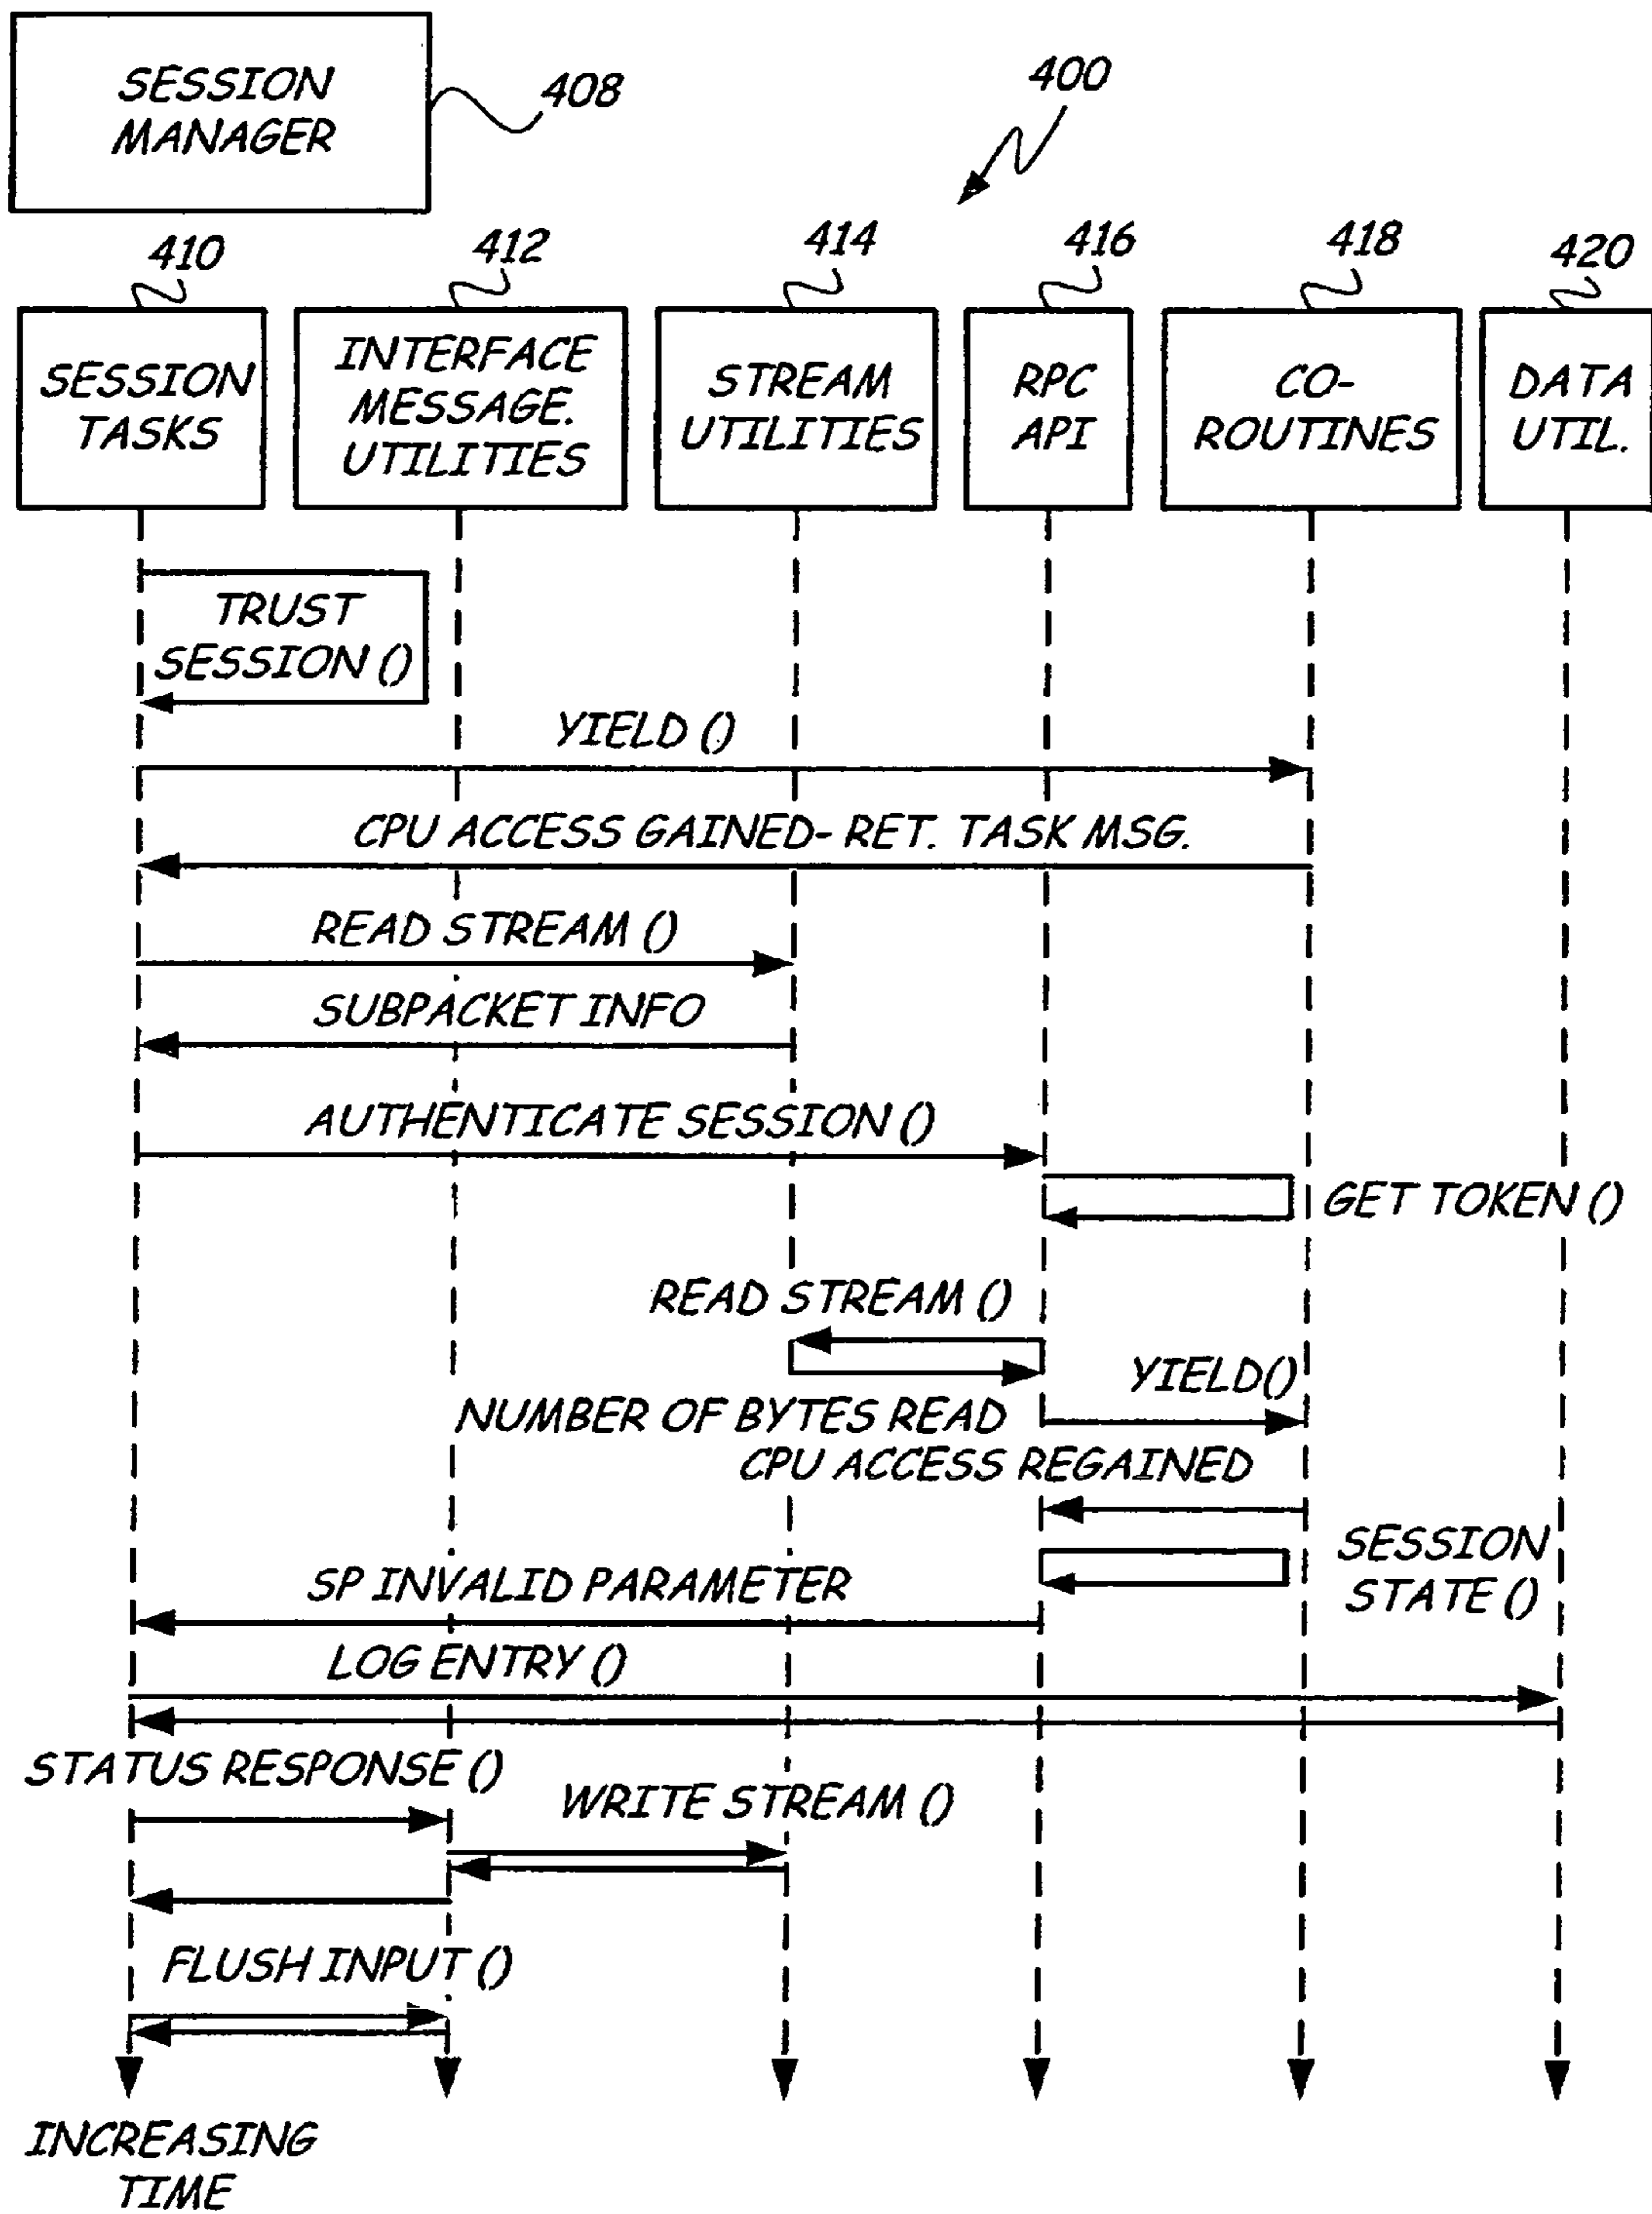 SESSION
MANAGER
408
400
410
412
414
416
418
420
SESSION
TASKS
INTERFACE
MESSAGE.
UTILITIES
STREAM
UTILITIES
RPC
API
CO-
ROUTINES
DATA
UTIL.
TRUST
SESSION ()
YIELD ()
CPU ACCESS GAINED- RET. TASK MSG.
READ STREAM ()
SUBPACKET INFO
AUTHENTICATE SESSION ()
GET TOKEN ()
READ STREAM ()
YIELD()
NUMBER OF BYTES READ
CPU ACCESS REGAINED
SESSION
STATE ()
SP INVALID PARAMETER
LOG ENTRY ()
STATUS RESPONSE ()
WRITE STREAM ()
FLUSH INPUT ()
INCREASING
TIME